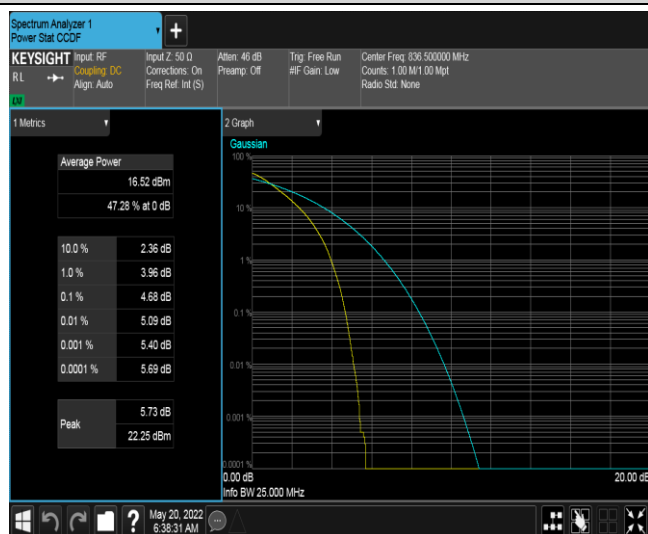 Spectrum Analyzer 1
Power Stat CCDF
+
KEYSIGHT Input: RF Input Z: 50 Ω Atten: 46 dB Trig: Free Run Center Freq: 836.500000 MHz
RL Coupling: DC Corrections: On Preamp: Off #IF Gain: Low Counts: 1.00 M/1.00 Mpt
Align: Auto Freq Ref: Int (S) Radio Std: None
LXI
1 Metrics
Average Power
16.52 dBm
47.28 % at 0 dB
10.0 % 2.36 dB
1.0 % 3.96 dB
0.1 % 4.68 dB
0.01 % 5.09 dB
0.001 % 5.40 dB
0.0001 % 5.69 dB
Peak
5.73 dB
22.25 dBm
2 Graph
Gaussian
100 %
10 %
1 %
0.1 %
0.01 %
0.001 %
0.0001 %
0.00 dB 20.00 dB
Info BW 25.000 MHz
? May 20, 2022
6:38:31 AM